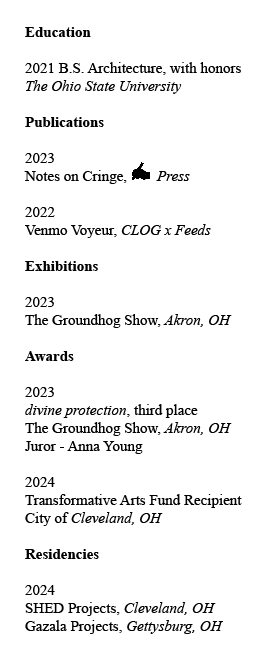 Education
2021 B.S. Architecture, with honors
The Ohio State University
Publications
2023
Notes on Cringe, ✍ Press
2022
Venmo Voyeur, CLOG x Feeds
Exhibitions
2023
The Groundhog Show, Akron, OH
Awards
2023
divine protection, third place
The Groundhog Show, Akron, OH
Juror - Anna Young
2024
Transformative Arts Fund Recipient
City of Cleveland, OH
Residencies
2024
SHED Projects, Cleveland, OH
Gazala Projects, Gettysburg, OH